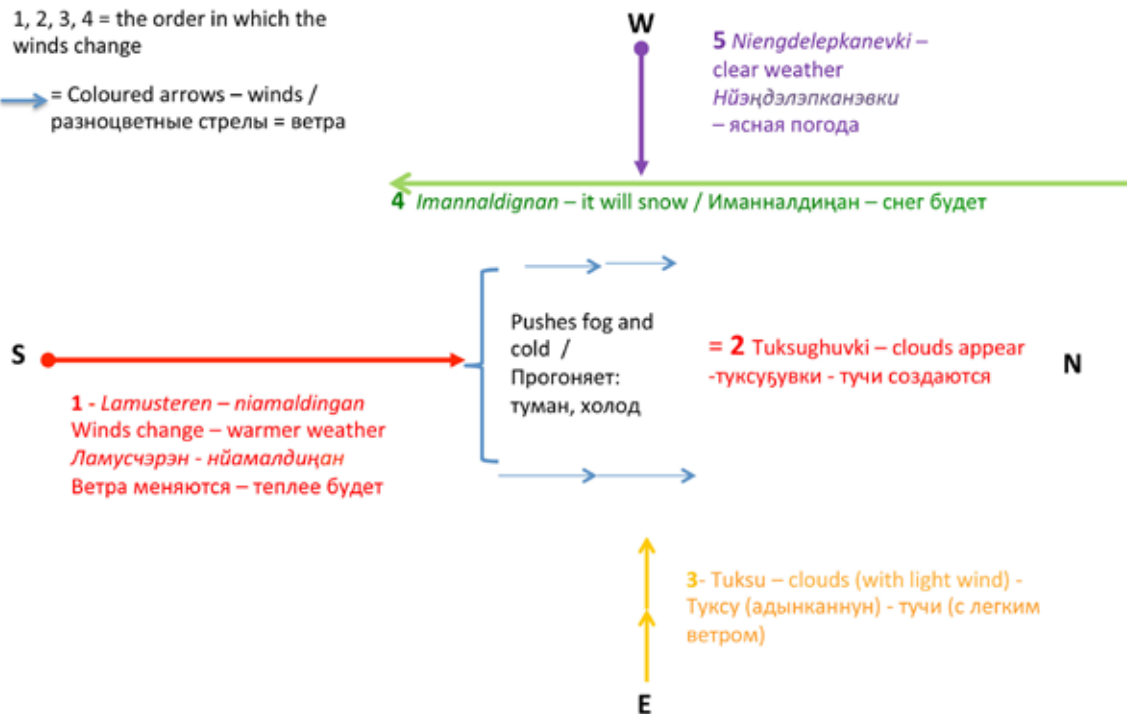 1, 2, 3, 4 = the order in which the
winds change
= Coloured arrows – winds /
разноцветные стрелы = ветра
W
5 Niengdelepkanevki –
clear weather
Нйэңдэлэпканэвки
– ясная погода
4 Imannaldignan – it will snow / Иманналдиңан – снег будет
S
Pushes fog and
cold /
Прогоняет:
туман, холод
= 2 Tuksughuvki – clouds appear
-туксуҕувки - тучи создаются
N
1 - Lamusteren – niamaldingan
Winds change – warmer weather
Ламусчэрэн - нйамалдиңан
Ветра меняются – теплее будет
3- Tuksu – clouds (with light wind) -
Туксу (адынканнун) - тучи (с легким
ветром)
E